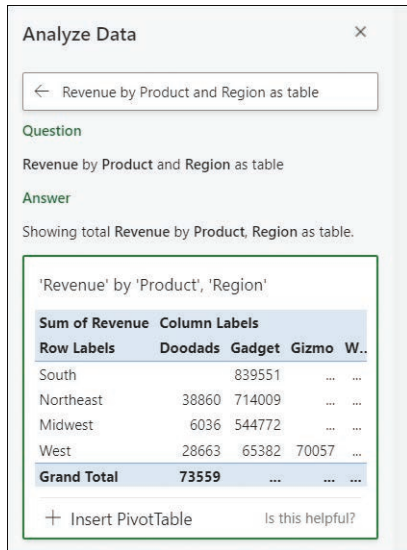 Analyze Data
Revenue by Product and Region as table
Question
Revenue by Product and Region as table
Answer
Showing total Revenue by Product, Region as table.
'Revenue' by 'Product', 'Region'
Sum of Revenue Column Labels
Row Labels Doodads Gadget Gizmo W..
South 839551 ... ...
Northeast 38860 714009 ... ...
Midwest 6036 544772 ... ...
West 28663 65382 70057 ...
Grand Total 73559 ... ... ...
+ Insert PivotTable Is this helpful?